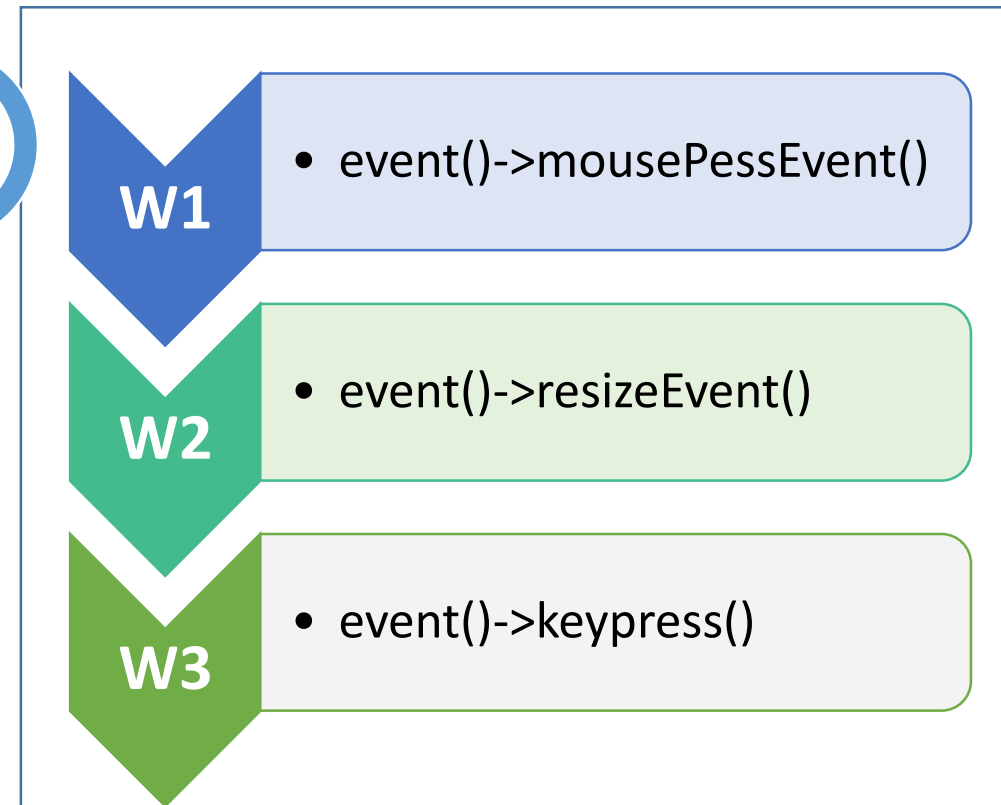 W1
• event()->mousePessEvent()
W2
• event()->resizeEvent()
W3
• event()->keypress()